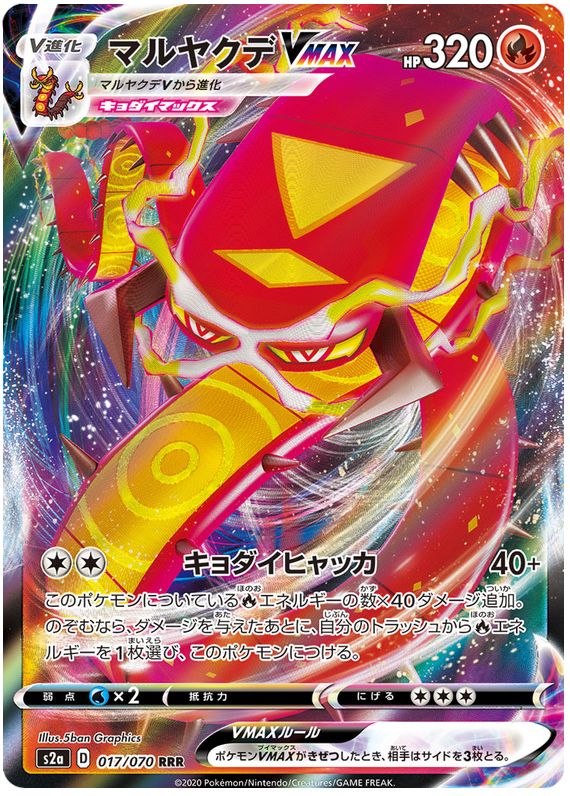 V進化
マルヤクデVMAX HP320
マルヤクデVから進化
キョダイマックス
キョダイヒャッカ 40+
このポケモンについている エネルギーの数×40ダメージ追加。
のぞむなら、ダメージを与えたあとに、自分のトラッシュから エネ
ルギーを1枚選び、このポケモンにつける。
弱点 ×2 抵抗力 にげる
Illus.5ban Graphics
VMAXルール
s2a D 017/070 RRR
ポケモンVMAXがきぜつしたとき、相手はサイドを3枚とる。
©2020 Pokémon/Nintendo/Creatures/GAME FREAK.